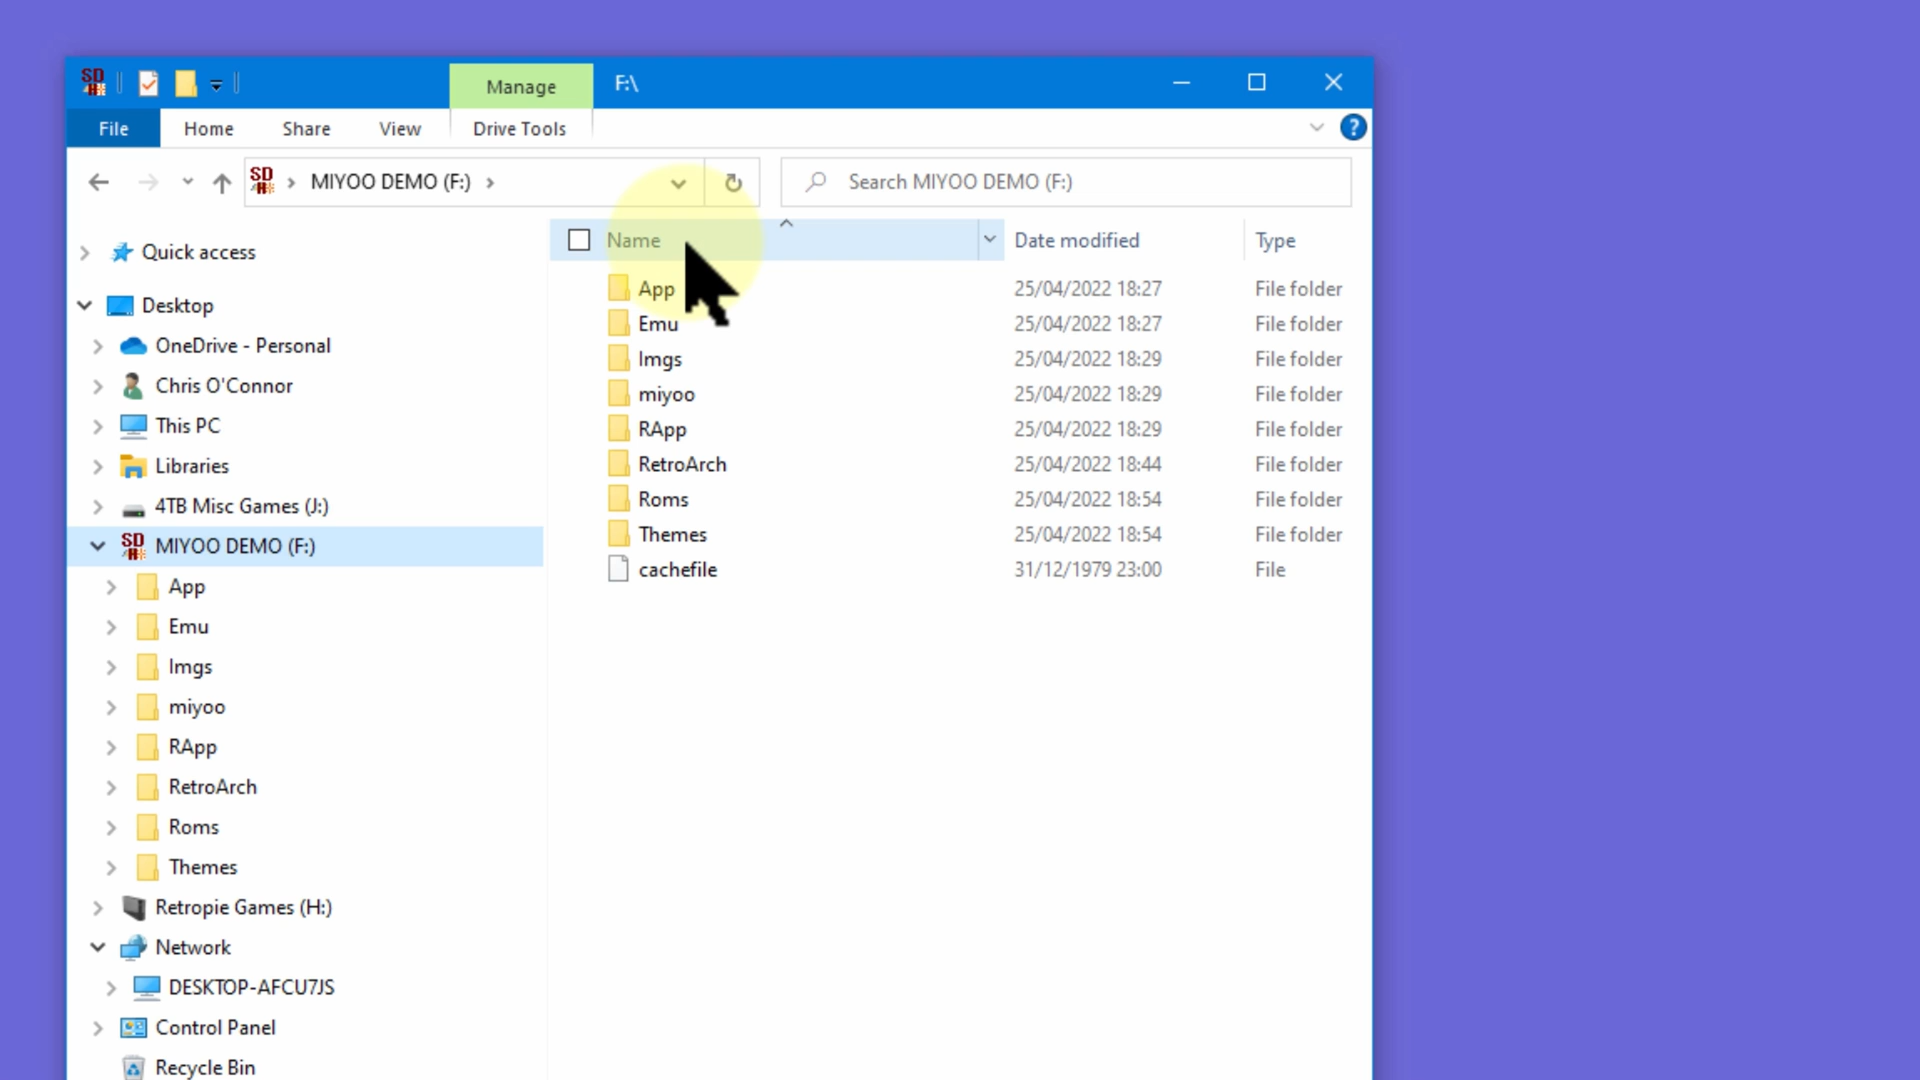 SD
Manage
F:\
File
Home
Share
View
Drive Tools
?
SD
MIYOO DEMO (F:)
Search MIYOO DEMO (F:)
Name
Date modified
Type
App 25/04/2022 18:27 File folder
Emu 25/04/2022 18:27 File folder
Imgs 25/04/2022 18:29 File folder
miyoo 25/04/2022 18:29 File folder
RApp 25/04/2022 18:29 File folder
RetroArch 25/04/2022 18:44 File folder
Roms 25/04/2022 18:54 File folder
Themes 25/04/2022 18:54 File folder
cachefile 31/12/1979 23:00 File
Quick access
Desktop
OneDrive - Personal
Chris O'Connor
This PC
Libraries
4TB Misc Games (J:)
SD MIYOO DEMO (F:)
App
Emu
Imgs
miyoo
RApp
RetroArch
Roms
Themes
Retropie Games (H:)
Network
DESKTOP-AFCU7JS
Control Panel
Recycle Bin